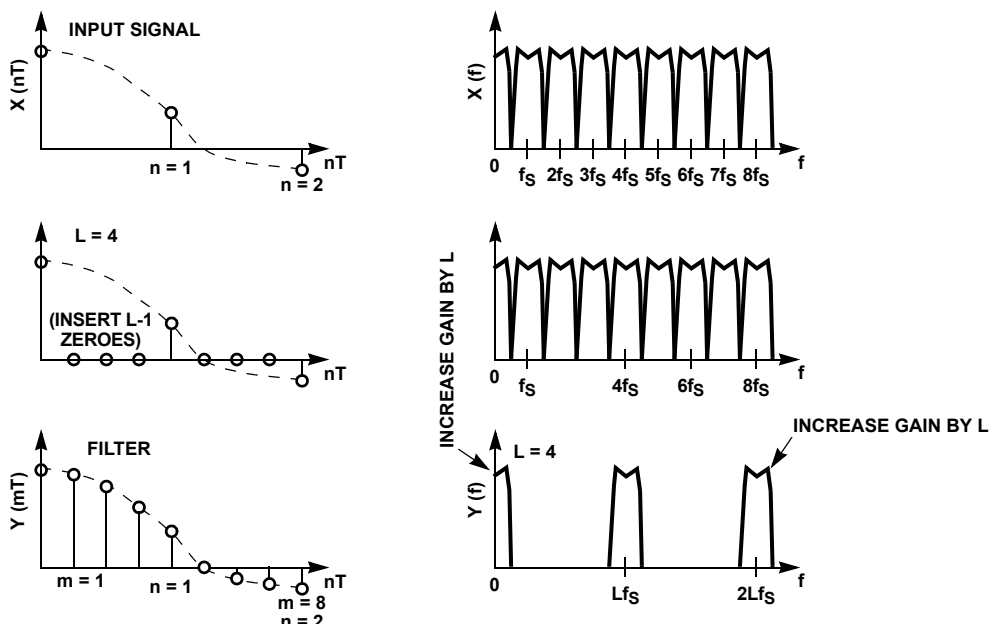 INPUT SIGNAL
X (nT)
n = 1
nT
n = 2
X (f)
0
fS 2fS 3fS 4fS 5fS 6fS 7fS 8fS
f
L = 4
(INSERT L-1
ZEROES)
nT
INCREASE GAIN BY L
0
fS 4fS 6fS 8fS
f
FILTER
Y (mT)
m = 1
n = 1
nT
m = 8
n = 2
INCREASE GAIN BY L
L = 4
Y (f)
0
LfS 2LfS
f